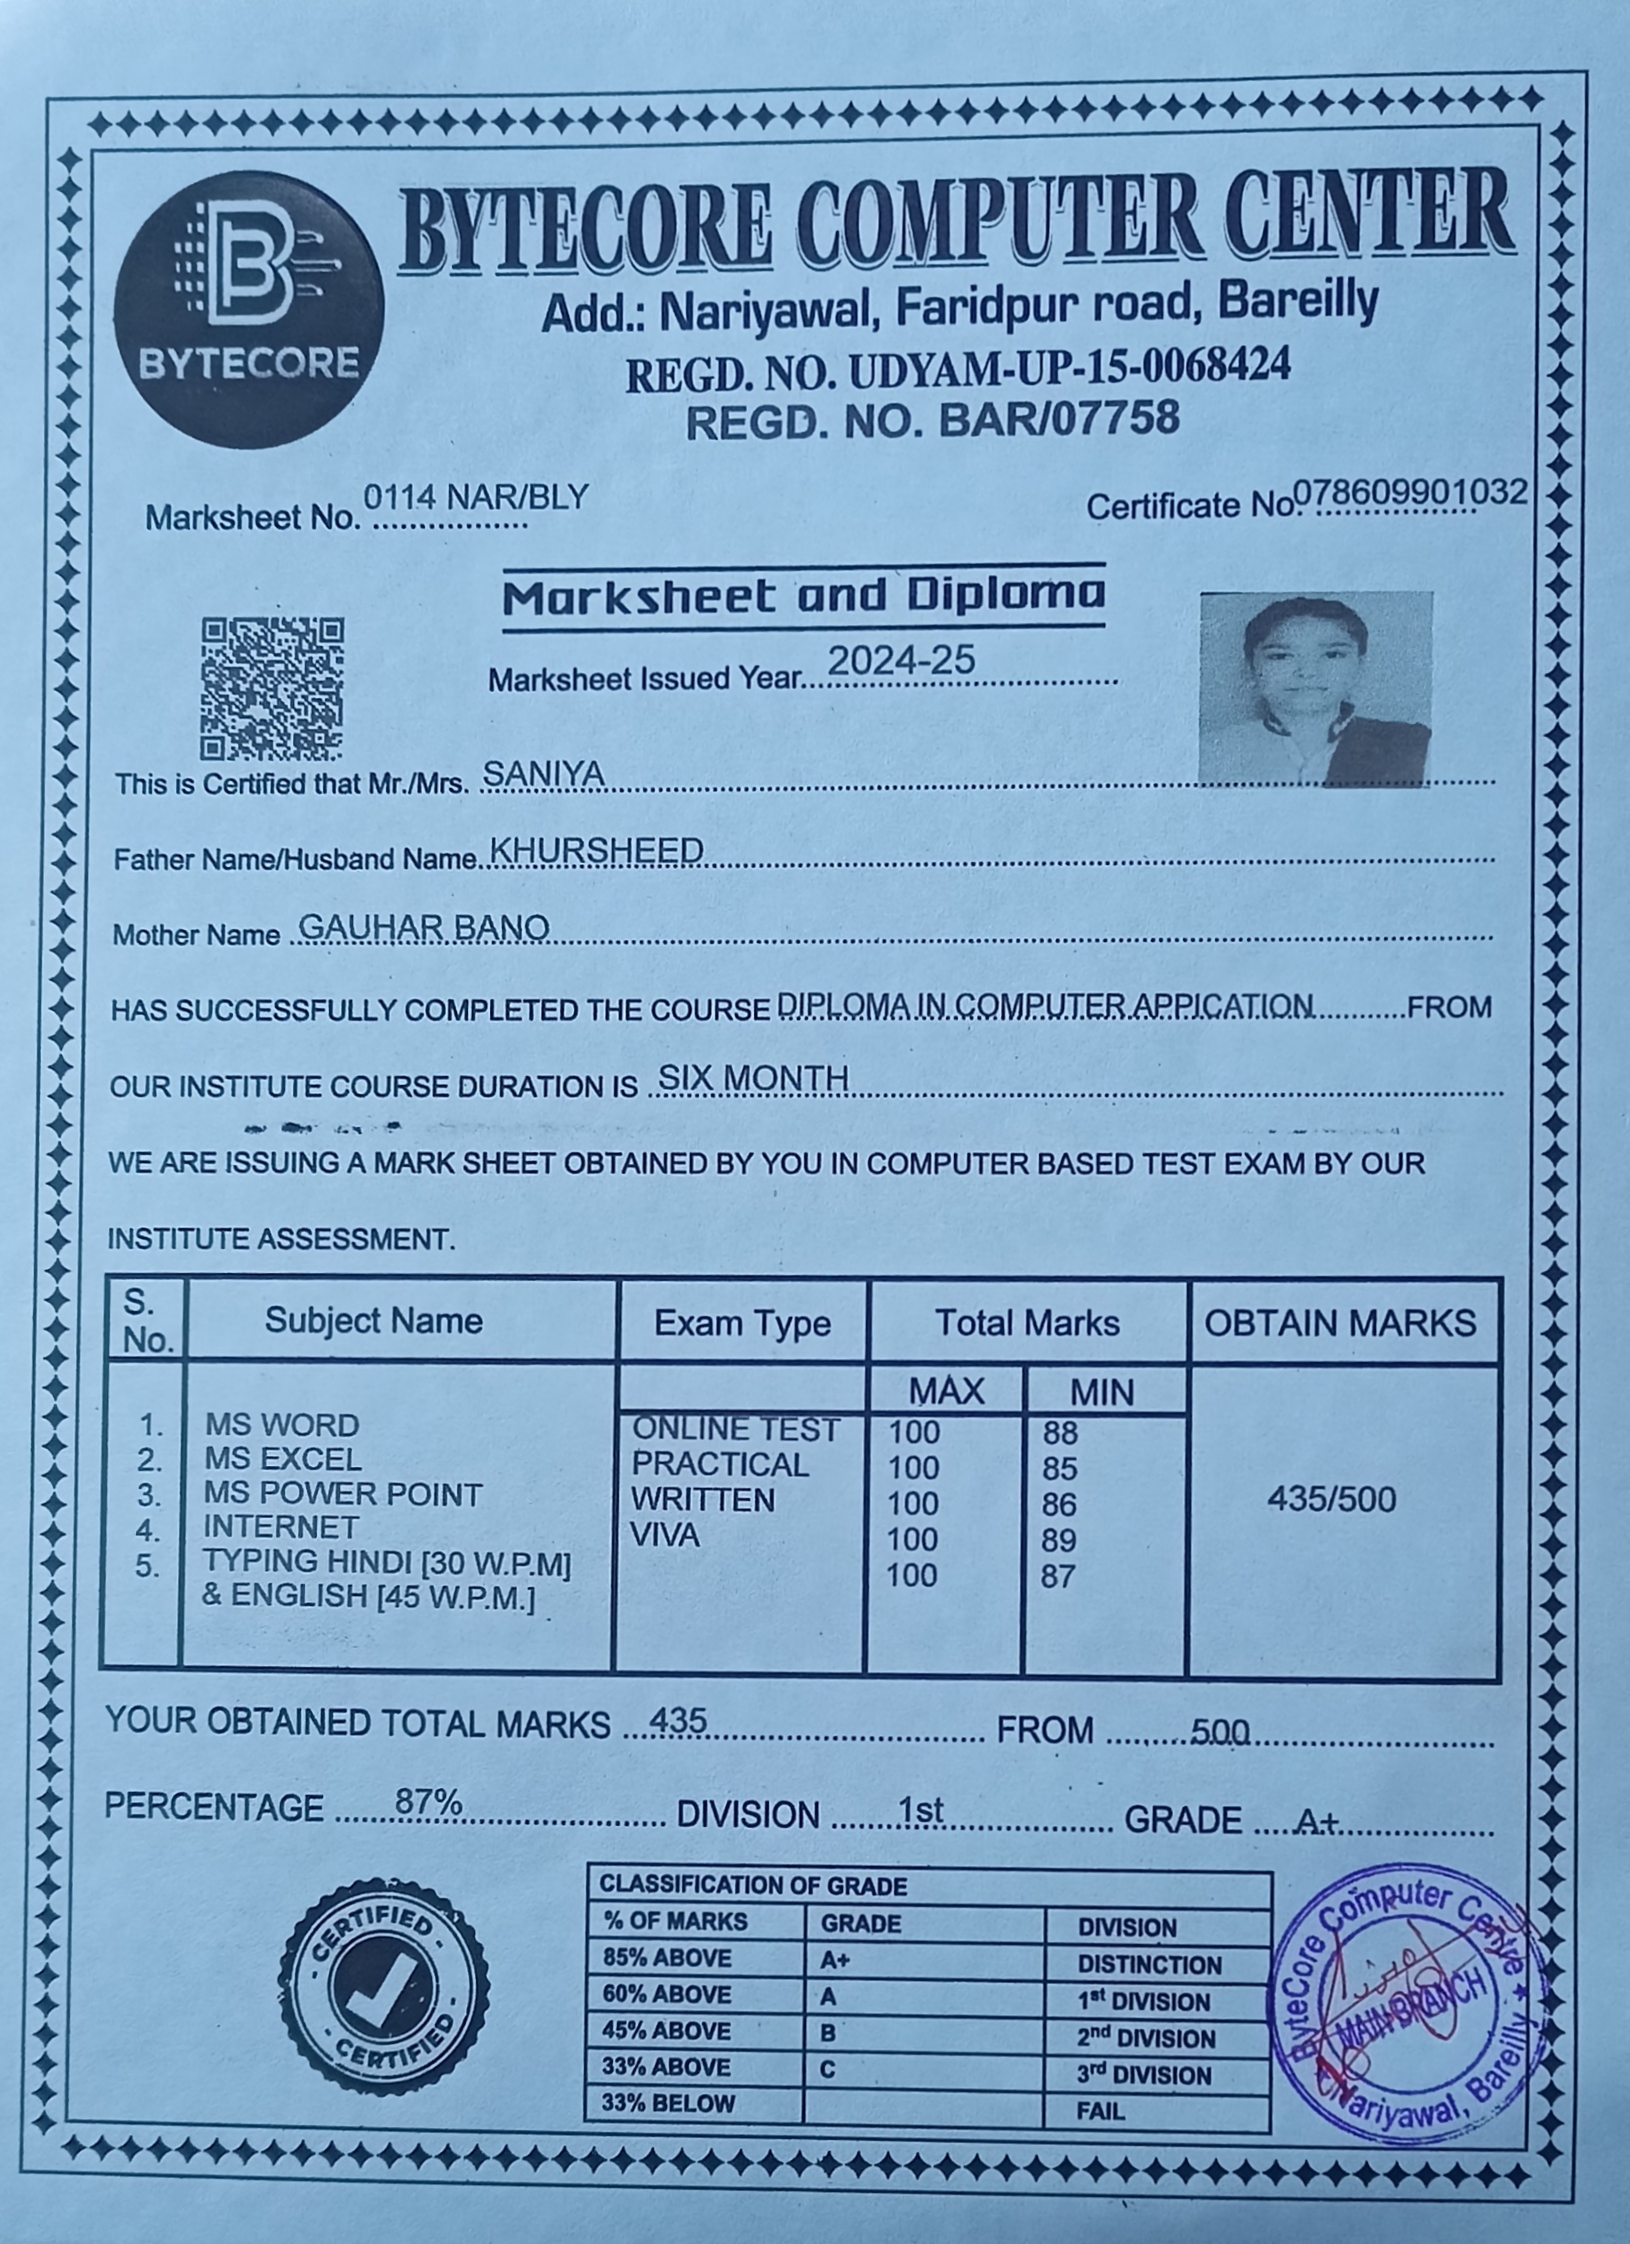 BYTECORE
BYTECORE COMPUTER CENTER
Add.: Nariyawal, Faridpur road, Bareilly
REGD. NO. UDYAM-UP-15-0068424
REGD. NO. BAR/07758
Marksheet No. 0114 NAR/BLY
Certificate No. 078609901032
Marksheet and Diploma
Marksheet Issued Year 2024-25
This is Certified that Mr./Mrs. SANIYA
Father Name/Husband Name KHURSHEED
Mother Name GAUHAR BANO
HAS SUCCESSFULLY COMPLETED THE COURSE DIPLOMA IN COMPUTER APPICATION FROM
OUR INSTITUTE COURSE DURATION IS SIX MONTH
WE ARE ISSUING A MARK SHEET OBTAINED BY YOU IN COMPUTER BASED TEST EXAM BY OUR
INSTITUTE ASSESSMENT.
S. No. Subject Name Exam Type Total Marks OBTAIN MARKS
MAX MIN
1. MS WORD ONLINE TEST 100 88
2. MS EXCEL PRACTICAL 100 85
3. MS POWER POINT WRITTEN 100 86 435/500
4. INTERNET VIVA 100 89
5. TYPING HINDI [30 W.P.M] 100 87
& ENGLISH [45 W.P.M.]
YOUR OBTAINED TOTAL MARKS 435 FROM 500
PERCENTAGE 87% DIVISION 1st GRADE A+
CERTIFIED
CERTIFIED
CLASSIFICATION OF GRADE
% OF MARKS GRADE DIVISION
85% ABOVE A+ DISTINCTION
60% ABOVE A 1st DIVISION
45% ABOVE B 2nd DIVISION
33% ABOVE C 3rd DIVISION
33% BELOW FAIL
ByteCore Computer Centre
MAIN BRANCH
Nariyawal, Bareilly